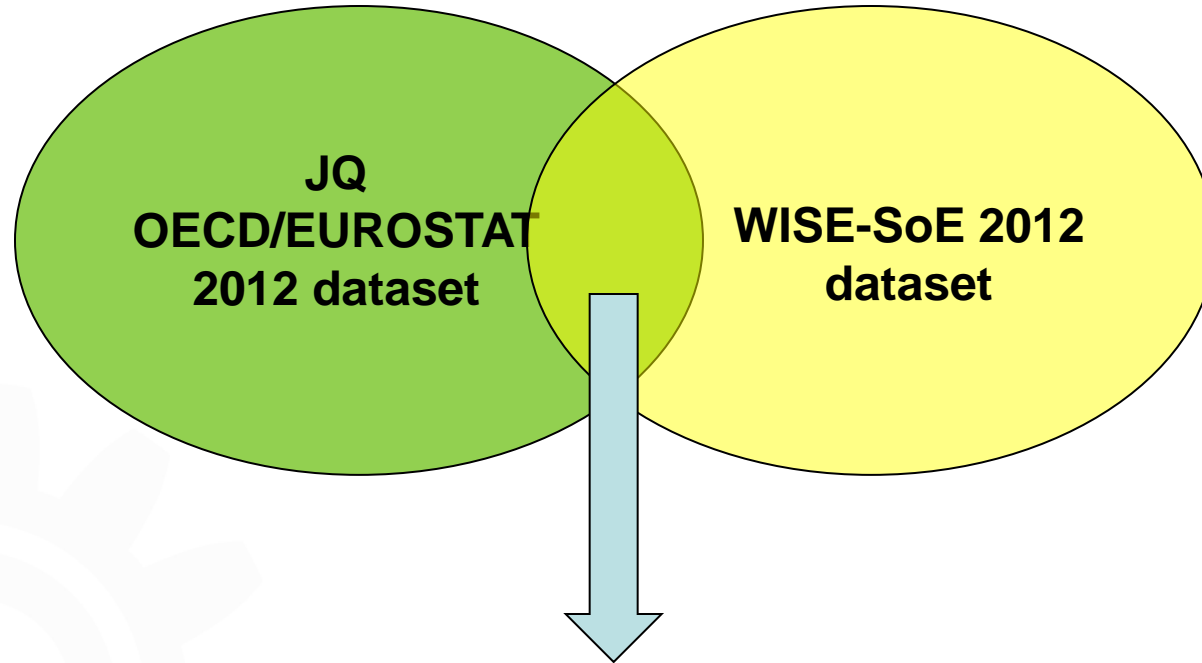 JQ
OECD/EUROSTAT
2012 dataset
WISE-SoE 2012
dataset